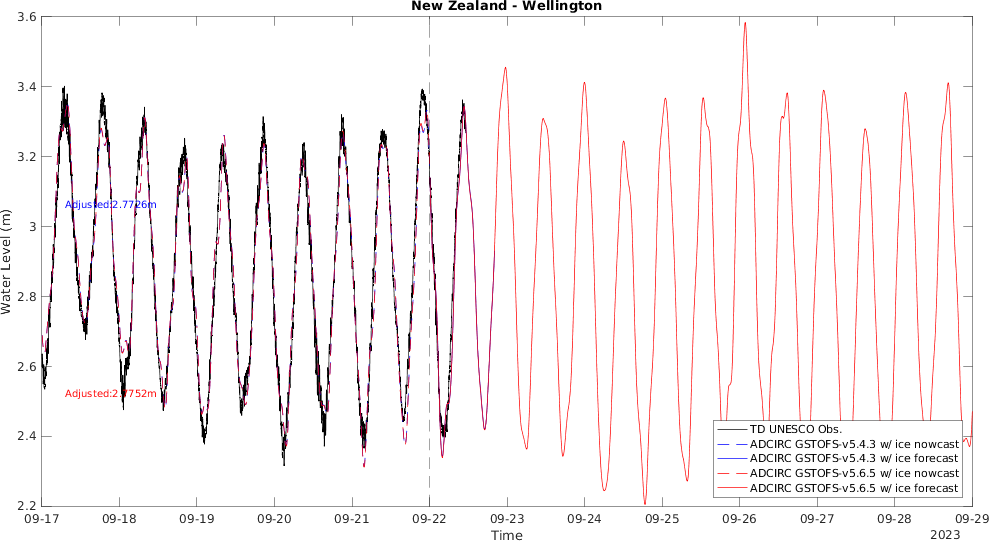 New Zealand - Wellington
Water Level (m)
3.6
3.4
3.2
3
2.8
2.6
2.4
2.2
Adjusted:2.7726m
Adjusted:2.7752m
TD UNESCO Obs.
ADCIRC GSTOFS-v5.4.3 w/ ice nowcast
ADCIRC GSTOFS-v5.4.3 w/ ice forecast
ADCIRC GSTOFS-v5.6.5 w/ ice nowcast
ADCIRC GSTOFS-v5.6.5 w/ ice forecast
09-17 09-18 09-19 09-20 09-21 09-22 09-23 09-24 09-25 09-26 09-27 09-28 09-29
Time
2023